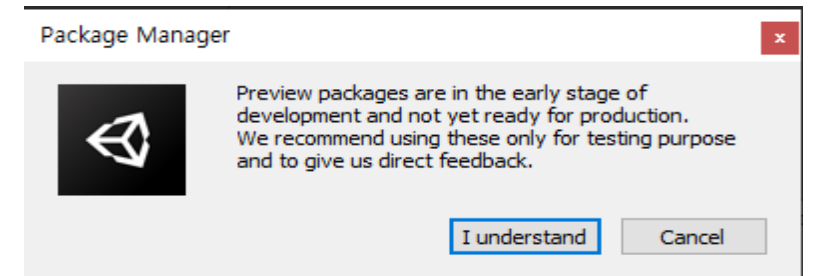 Package Manager
x
Preview packages are in the early stage of
development and not yet ready for production.
We recommend using these only for testing purpose
and to give us direct feedback.
I understand
Cancel